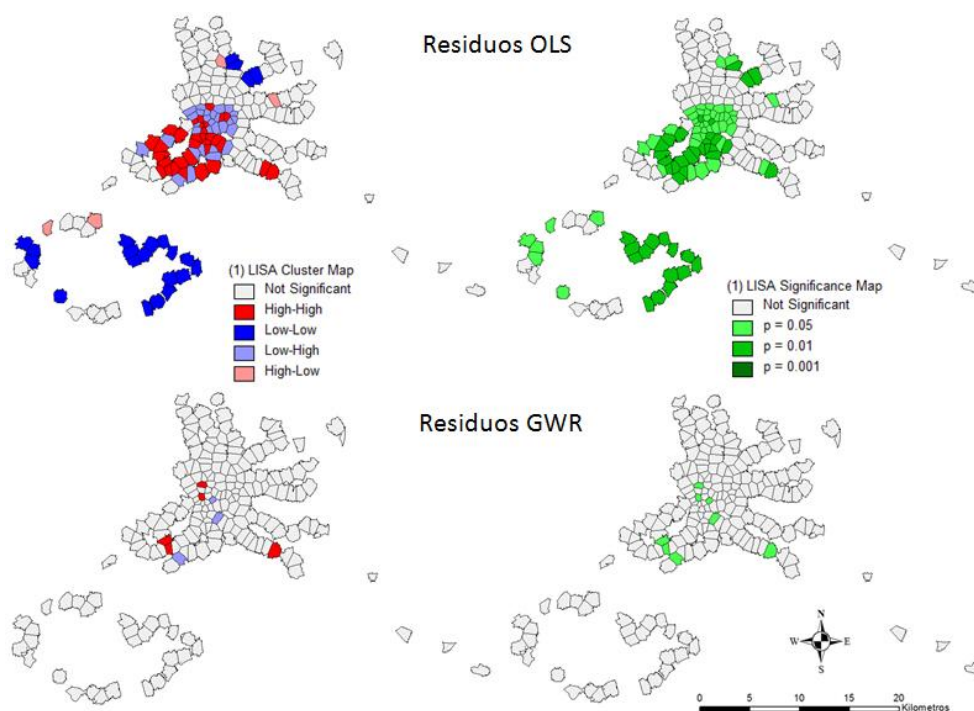 Residuos OLS
(1) LISA Cluster Map
Not Significant
High-High
Low-Low
Low-High
High-Low
(1) LISA Significance Map
Not Significant
p = 0.05
p = 0.01
p = 0.001
Residuos GWR
N
W E
S
0 5 10 15 20
Kilometros